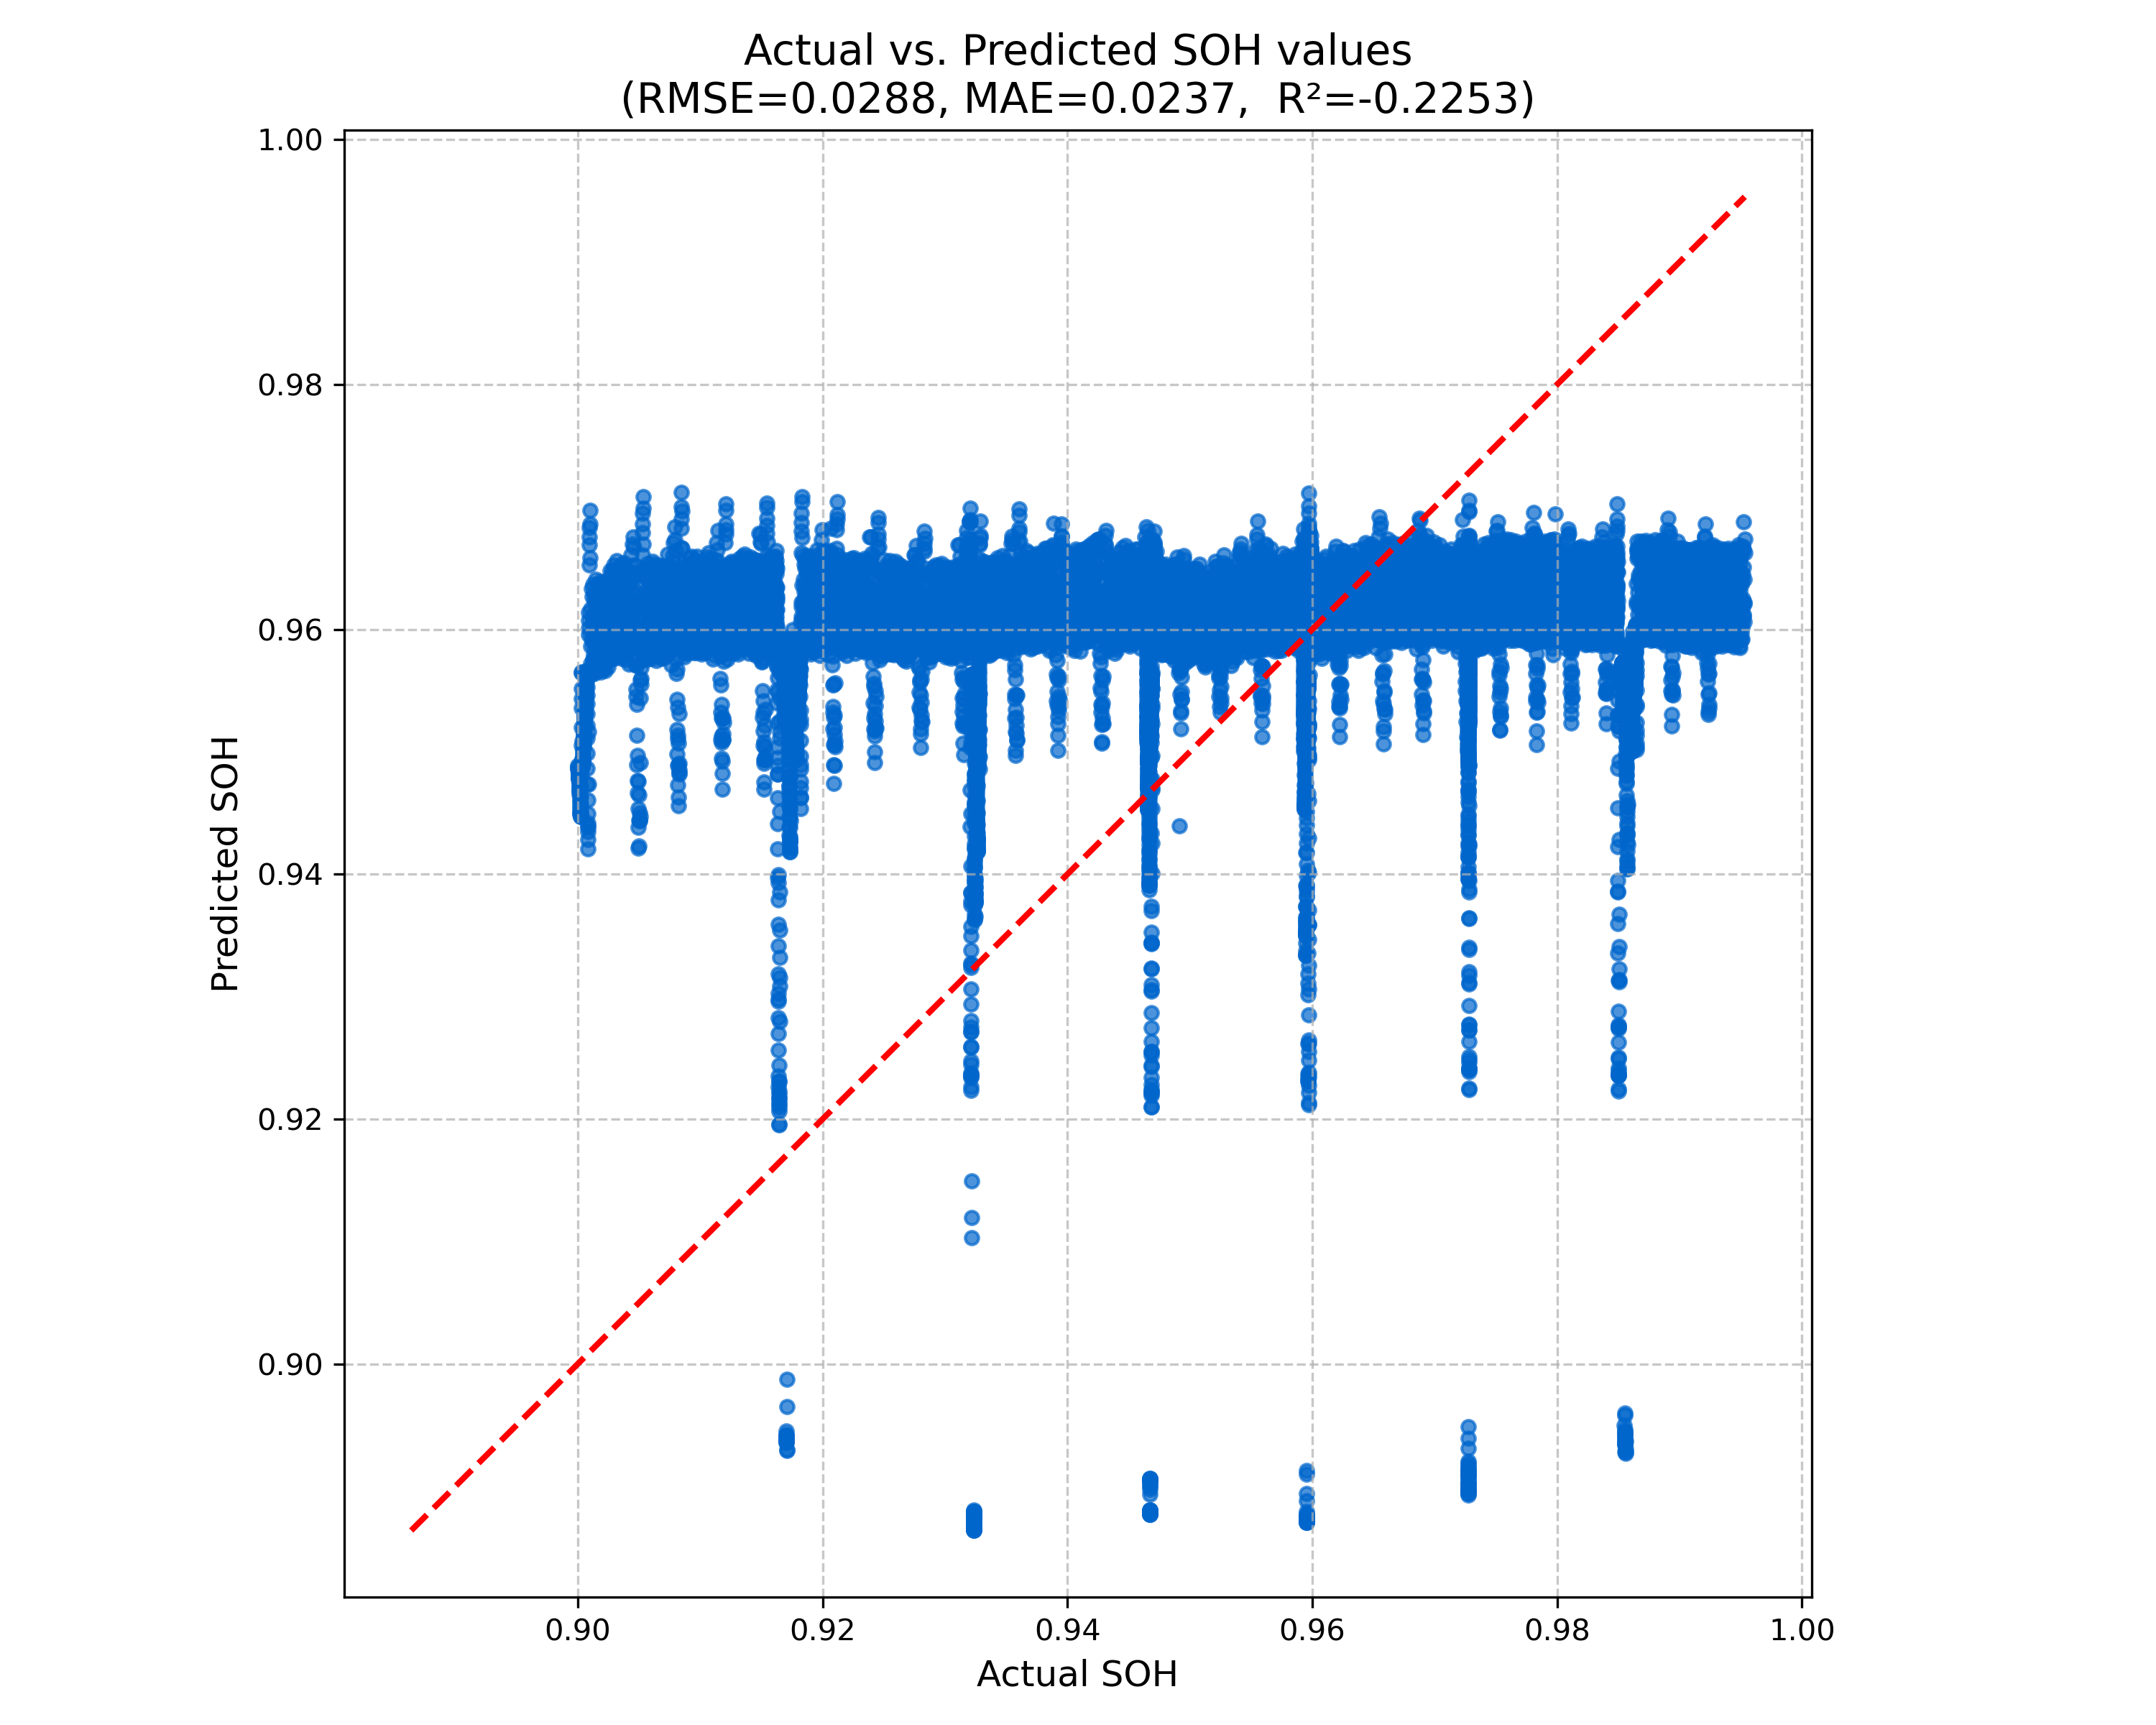 Actual vs. Predicted SOH values
(RMSE=0.0288, MAE=0.0237,  R²=-0.2253)
1.00
0.98
0.96
0.94
0.92
0.90
Predicted SOH
0.90 0.92 0.94 0.96 0.98 1.00
Actual SOH